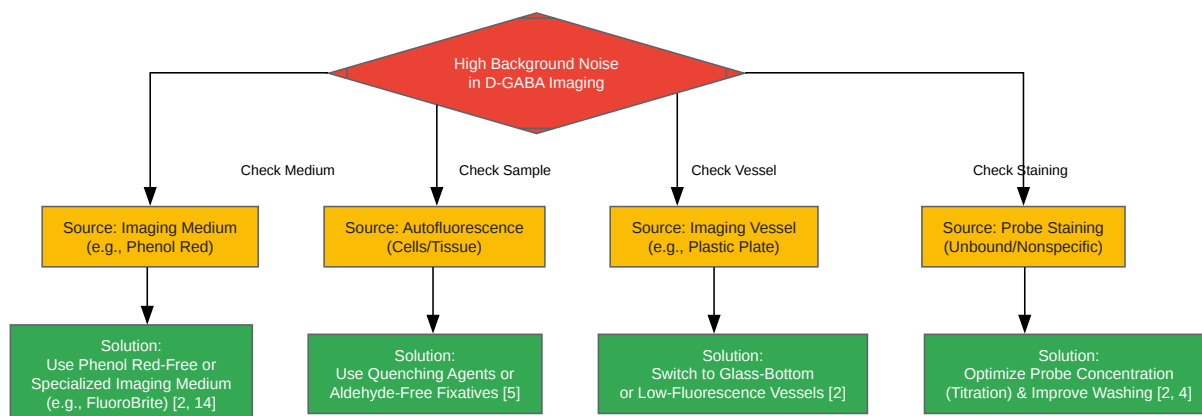 High Background Noise
in D-GABA Imaging
Check Medium
Check Sample
Check Vessel
Check Staining
Source: Imaging Medium
(e.g., Phenol Red)
Source: Autofluorescence
(Cells/Tissue)
Source: Imaging Vessel
(e.g., Plastic Plate)
Source: Probe Staining
(Unbound/Nonspecific)
Solution:
Use Phenol Red-Free or
Specialized Imaging Medium
(e.g., FluoroBrite) [2, 14]
Solution:
Use Quenching Agents or
Aldehyde-Free Fixatives [5]
Solution:
Switch to Glass-Bottom
or Low-Fluorescence Vessels [2]
Solution:
Optimize Probe Concentration
(Titration) & Improve Washing [2, 4]